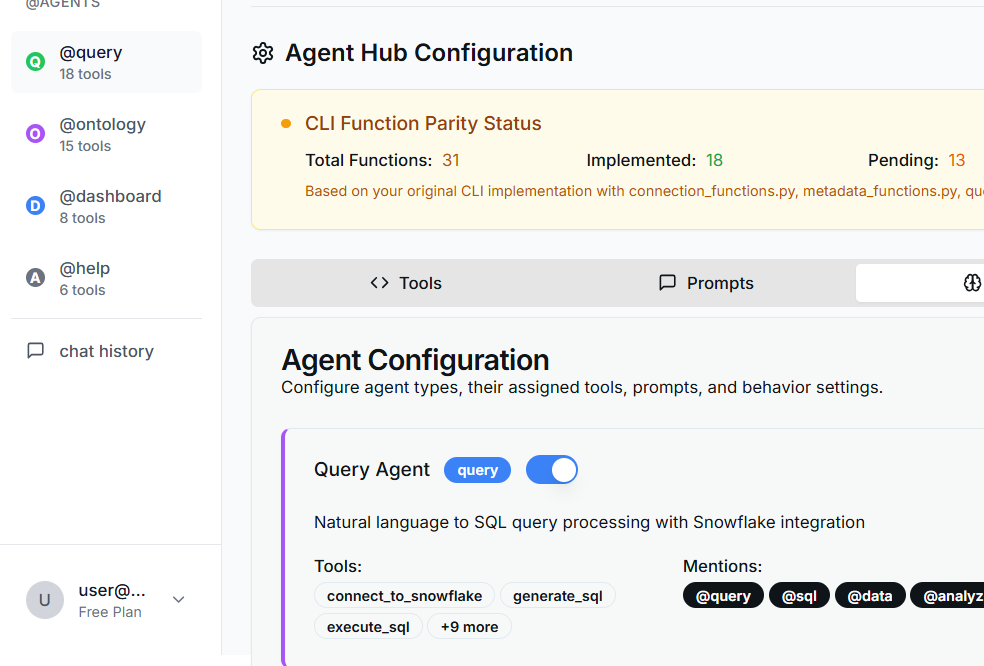 @AGENTS
Q
@query
18 tools
O
@ontology
15 tools
D
@dashboard
8 tools
A
@help
6 tools
chat history
U
user@...
Free Plan
Agent Hub Configuration
CLI Function Parity Status
Total Functions: 31 Implemented: 18 Pending: 13
Based on your original CLI implementation with connection_functions.py, metadata_functions.py, que
Tools Prompts
Agent Configuration
Configure agent types, their assigned tools, prompts, and behavior settings.
Query Agent query
Natural language to SQL query processing with Snowflake integration
Tools:
connect_to_snowflake generate_sql
execute_sql +9 more
Mentions:
@query @sql @data @analyz